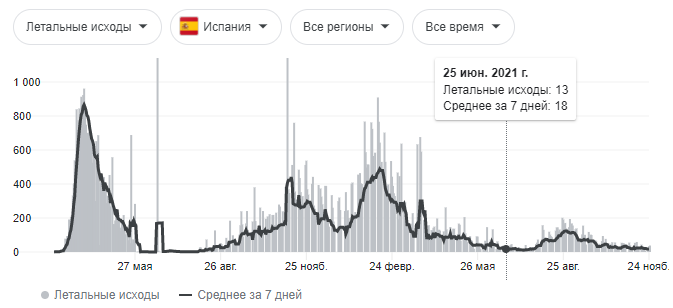 Летальные исходы Испания Все регионы Все время
25 июн. 2021 г.
Летальные исходы: 13
Среднее за 7 дней: 18
1 000
800
600
400
200
0
27 мая 26 авг. 25 нояб. 24 февр. 26 мая 25 авг. 24 нояб.
Летальные исходы Среднее за 7 дней